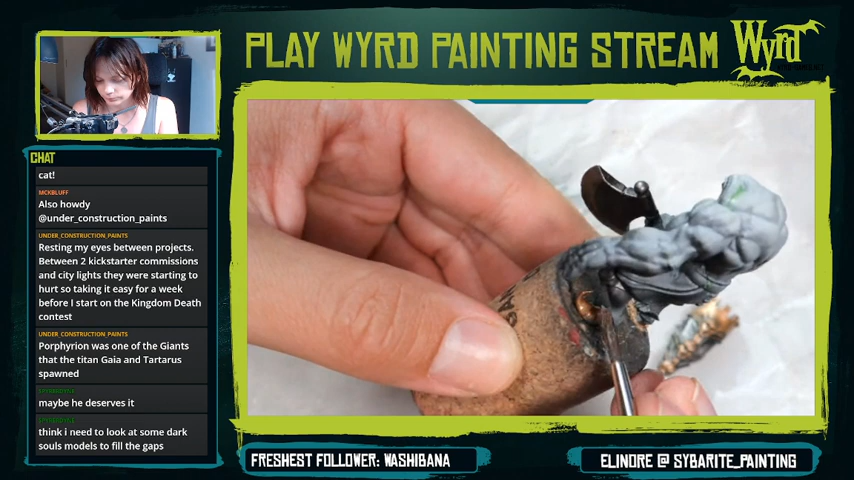 PLAY WYRD PAINTING STREAM
Wyrd
CHAT
cat!
MCKBLUFF
Also howdy
@under_construction_paints
UNDER_CONSTRUCTION_PAINTS
Resting my eyes between projects.
Between 2 kickstarter commissions
and city lights they were starting to
hurt so taking it easy for a week
before I start on the Kingdom Death
contest
UNDER_CONSTRUCTION_PAINTS
Porphyrion was one of the Giants
that the titan Gaia and Tartarus
spawned
maybe he deserves it
think i need to look at some dark
souls models to fill the gaps
FRESHEST FOLLOWER: WASHIBANA
ELINORE @ SYBARITE_PAINTING